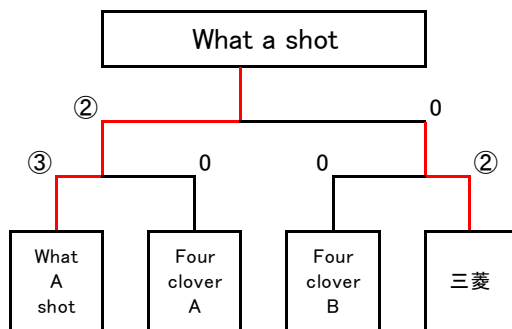 What a shot
② 0
③ 0 0 ②
What
A
shot
Four
clover
A
Four
clover
B
三菱